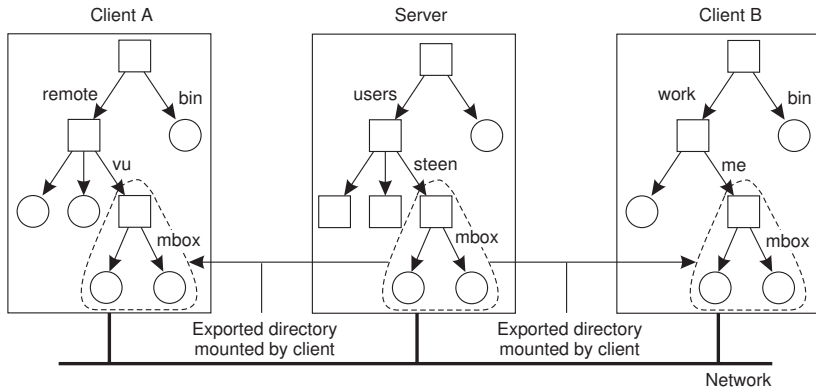 Client A
Server
Client B
remote
bin
users
work
bin
vu
steen
me
mbox
mbox
mbox
Exported directory
mounted by client
Exported directory
mounted by client
Network